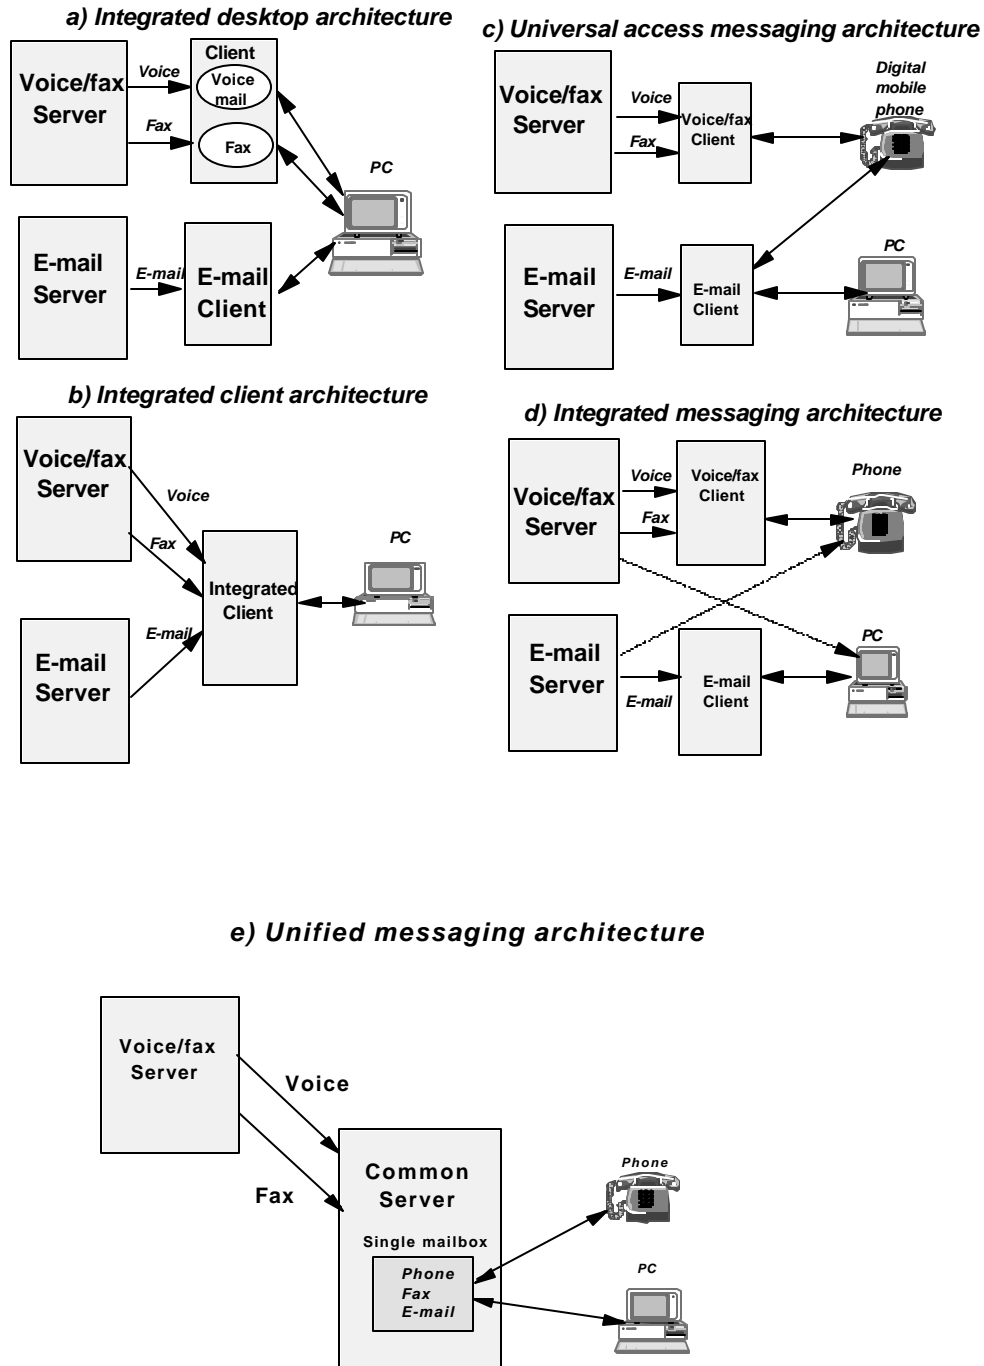 a) Integrated desktop architecture
Voice/fax
Server
Voice
Fax
Client
Voice
mail
Fax
PC
E-mail
Server
E-mail
E-mail
Client
c) Universal access messaging architecture
Voice/fax
Server
Voice
Fax
Voice/fax
Client
Digital
mobile
phone
E-mail
Server
E-mail
E-mail
Client
PC
b) Integrated client architecture
Voice/fax
Server
Voice
Fax
Integrated
Client
PC
E-mail
E-mail
Server
d) Integrated messaging architecture
Voice/fax
Server
Voice
Fax
Voice/fax
Client
Phone
E-mail
Server
E-mail
E-mail
Client
PC
e) Unified messaging architecture
Voice/fax
Server
Voice
Fax
Common
Server
Single mailbox
Phone
Fax
E-mail
Phone
PC